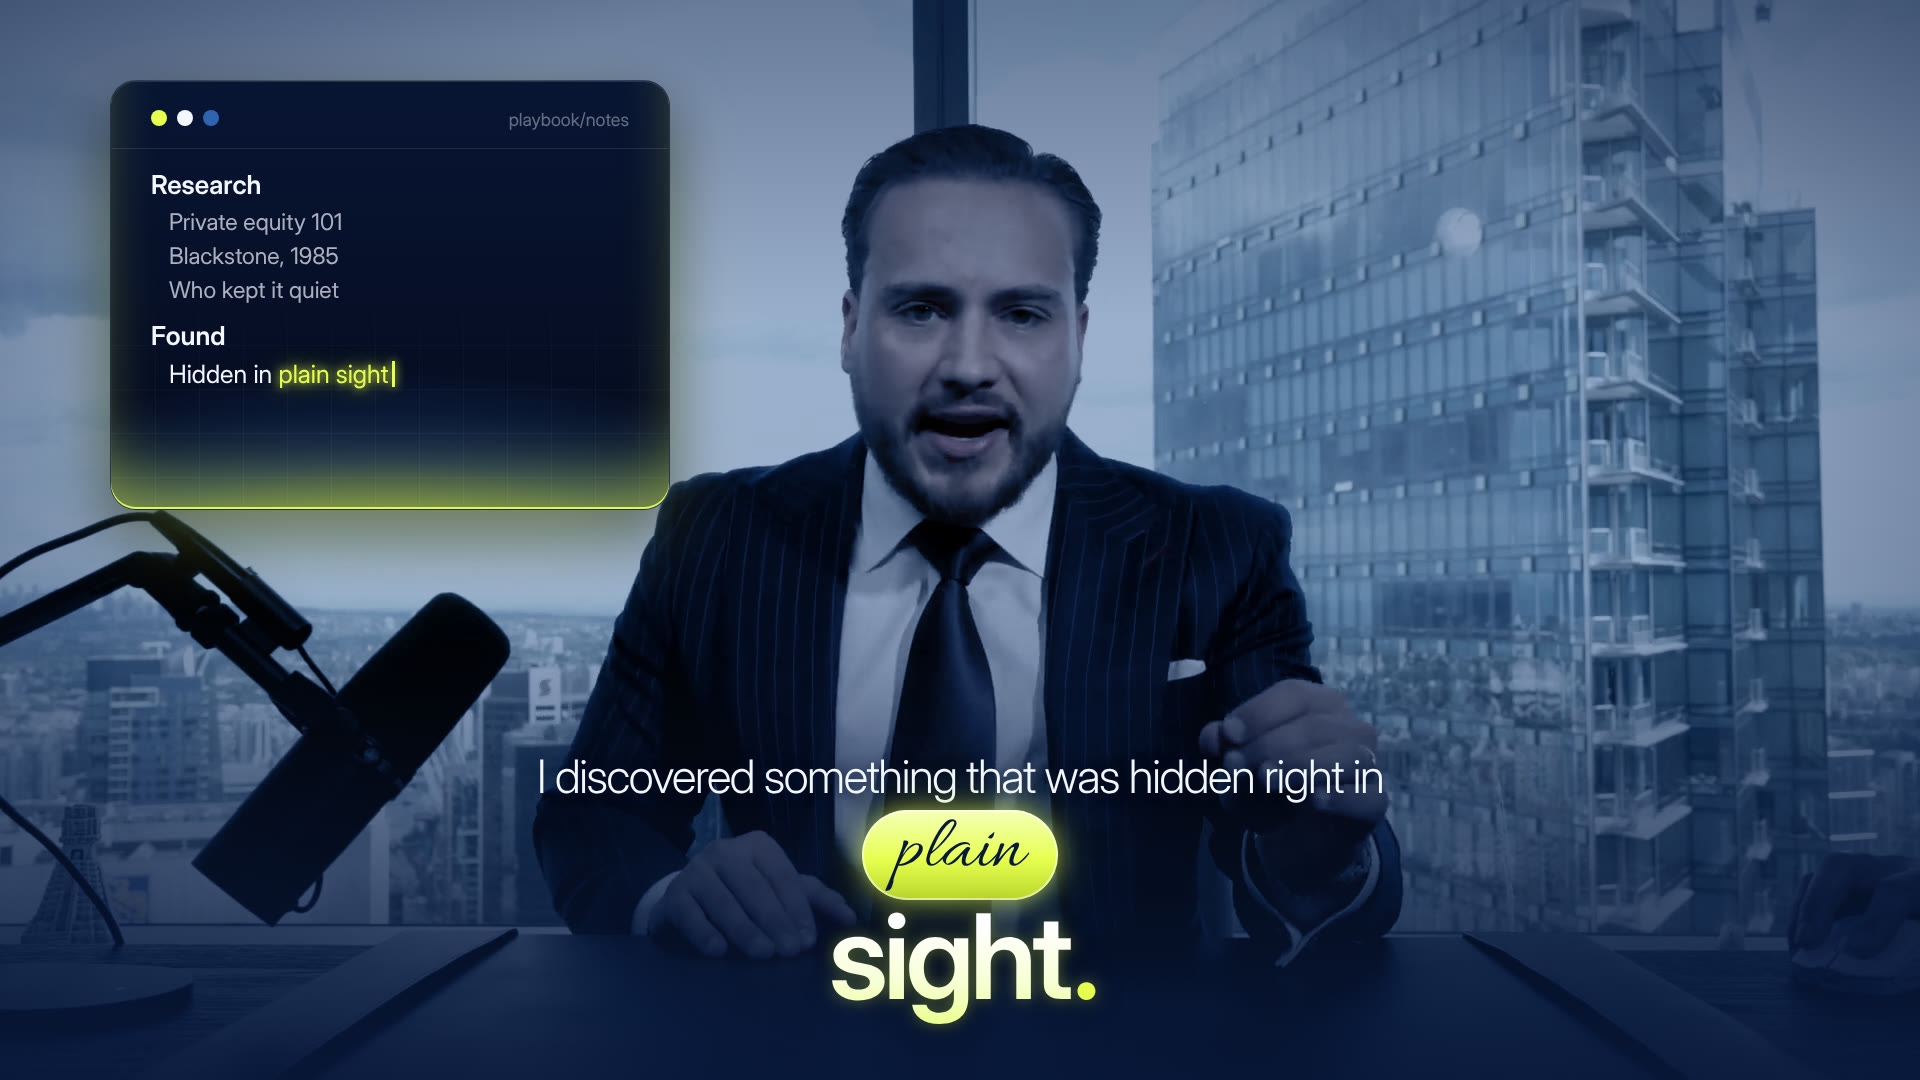 playbook/notes
Research
Private equity 101
Blackstone, 1985
Who kept it quiet
Found
Hidden in plain sight
I discovered something that was hidden right in
plain
sight.